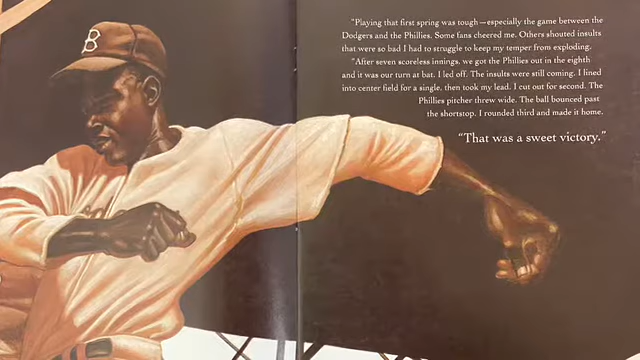 B
"Playing that first spring was tough—especially the game between the
Dodgers and the Phillies. Some fans cheered me. Others shouted insults
that were so bad I had to struggle to keep my temper from exploding.
"After seven scoreless innings, we got the Phillies out in the eighth
and it was our turn at bat. I led off. The insults were still coming. I lined
into center field for a single, then took my lead. I cut out for second. The
Phillies pitcher threw wide. The ball bounced past
the shortstop. I rounded third and made it home.
"That was a sweet victory."